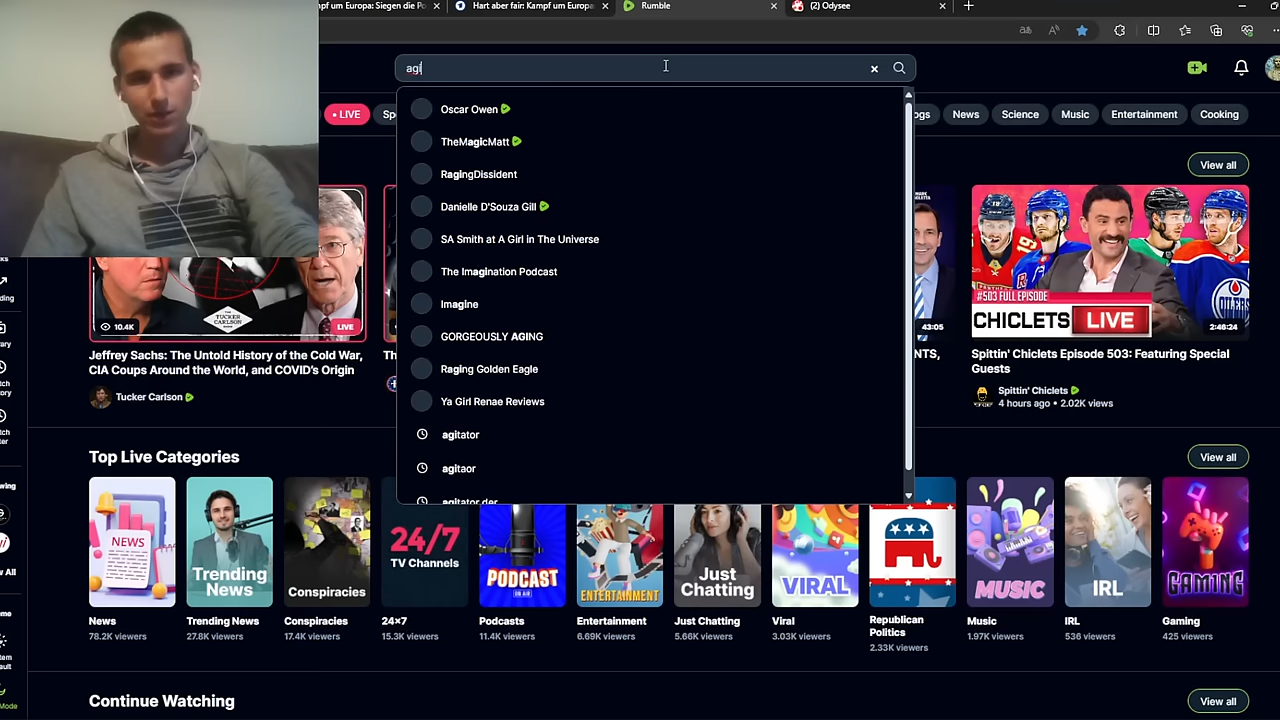 mpf um Europa: Siegen die Po
Hart aber fair: Kampf um Europa:
Rumble
(2) Odysee
agi
LIVE
Sp
ogs
News
Science
Music
Entertainment
Cooking
Oscar Owen
TheMagicMatt
RagingDissident
Danielle D'Souza Gill
SA Smith at A Girl in The Universe
The Imagination Podcast
Imagine
GORGEOUSLY AGING
Raging Golden Eagle
Ya Girl Renae Reviews
agitator
agitaor
agitator der
View all
THE TUCKER CARLSON
10.4K
LIVE
43:05
#503 FULL EPISODE
CHICLETS LIVE
2:46:24
Jeffrey Sachs: The Untold History of the Cold War,
CIA Coups Around the World, and COVID's Origin
Tucker Carlson
Th
NTS,
Spittin' Chiclets Episode 503: Featuring Special
Guests
Spittin' Chiclets
4 hours ago • 2.02K views
Top Live Categories
View all
NEWS
Trending
News
Conspiracies
24/7
TV Channels
PODCAST
ON AIR
ENTERTAINMENT
Just
Chatting
VIRAL
MUSIC
IRL
GAMING
News
78.2K viewers
Trending News
27.8K viewers
Conspiracies
17.4K viewers
24×7
15.3K viewers
Podcasts
11.4K viewers
Entertainment
6.69K viewers
Just Chatting
5.66K viewers
Viral
3.03K viewers
Republican
Politics
2.33K viewers
Music
1.97K viewers
IRL
536 viewers
Gaming
425 viewers
Continue Watching
View all